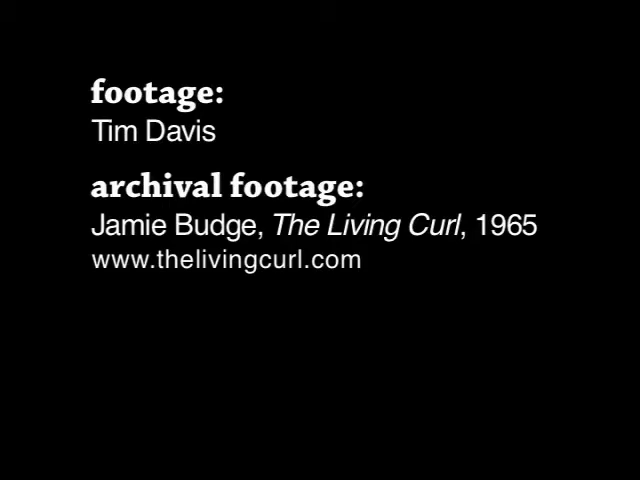 footage:
Tim Davis
archival footage:
Jamie Budge, The Living Curl, 1965
www.thelivingcurl.com